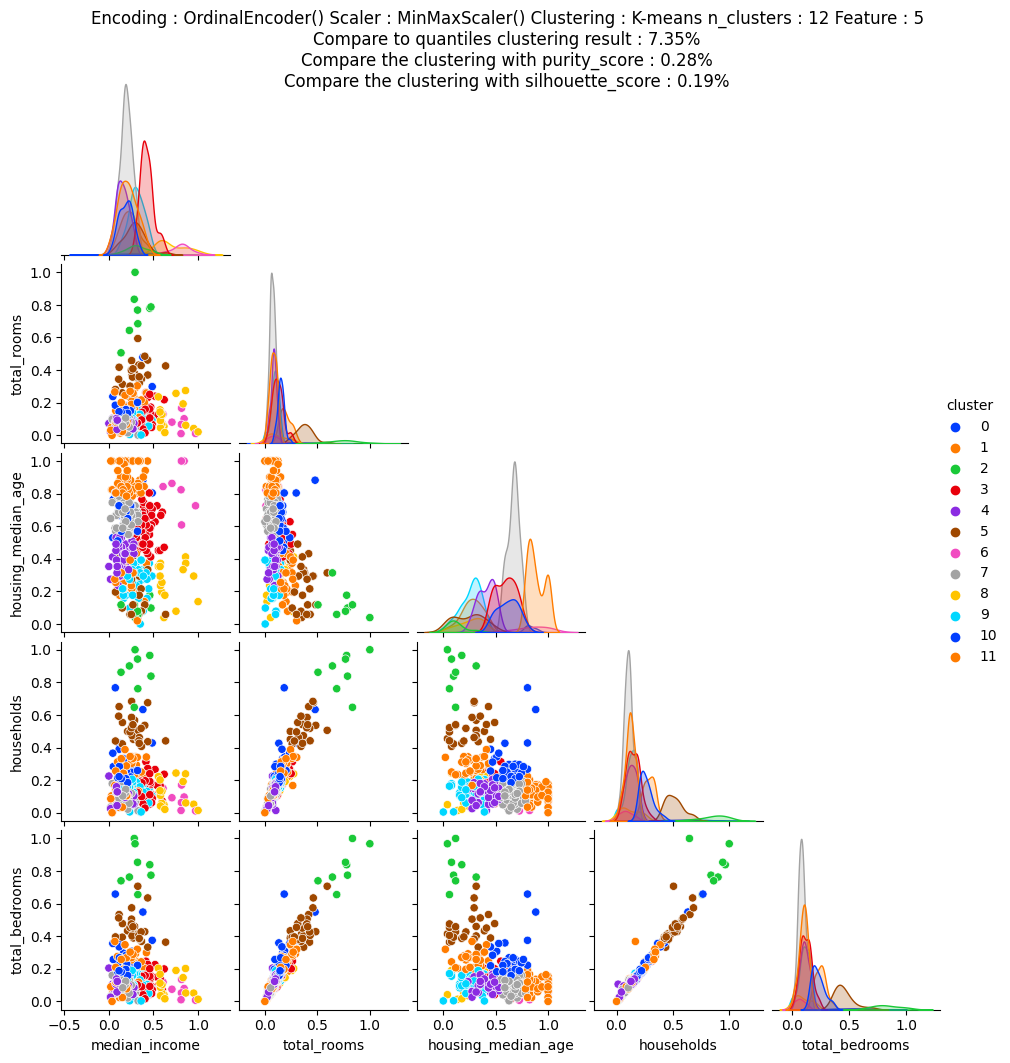 Encoding : OrdinalEncoder() Scaler : MinMaxScaler() Clustering : K-means n_clusters : 12 Feature : 5
Compare to quantiles clustering result : 7.35%
Compare the clustering with purity_score : 0.28%
Compare the clustering with silhouette_score : 0.19%
total_rooms
1.0
0.8
0.6
0.4
0.2
0.0
housing_median_age
1.0
0.8
0.6
0.4
0.2
0.0
households
1.0
0.8
0.6
0.4
0.2
0.0
total_bedrooms
1.0
0.8
0.6
0.4
0.2
0.0
−0.5 0.0 0.5 1.0
0.0 0.5 1.0
0.0 0.5 1.0
0.0 0.5 1.0
0.0 0.5 1.0
median_income
total_rooms
housing_median_age
households
total_bedrooms
cluster
0
1
2
3
4
5
6
7
8
9
10
11